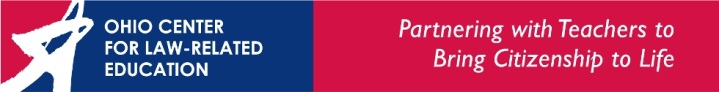 OHIO CENTER
FOR LAW-RELATED
EDUCATION
Partnering with Teachers to
Bring Citizenship to Life